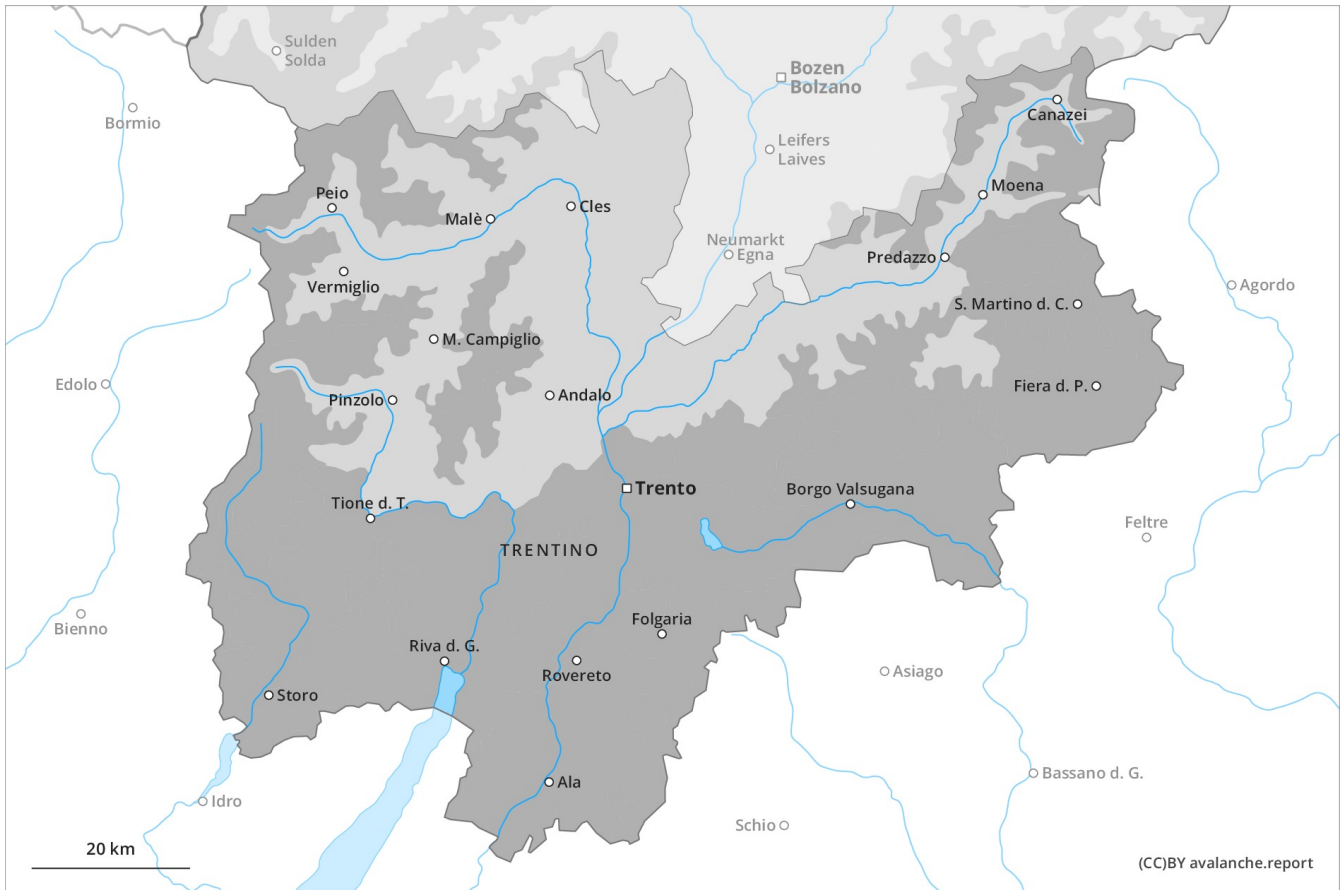 Sulden
Solda
Bozen
Bolzano
Bormio
Canazei
Leifers
Laives
Peio
Moena
Malè
Cles
Neumarkt
Egna
Predazzo
Vermiglio
Agordo
S. Martino d. C.
M. Campiglio
Edolo
Fiera d. P.
Andalo
Pinzolo
Trento
Borgo Valsugana
Tione d. T.
Feltre
TRENTINO
Folgaria
Bienno
Riva d. G.
Asiago
Rovereto
Storo
Bassano d. G.
Ala
Idro
Schio
20 km
(CC)BY avalanche.report